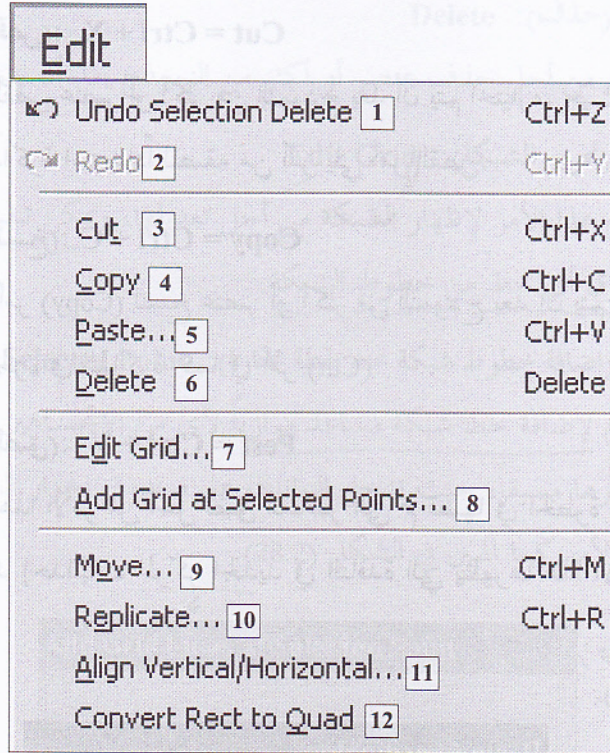 Edit
Undo Selection Delete 1 Ctrl+Z
Redo 2 Ctrl+Y
Cut 3 Ctrl+X
Copy 4 Ctrl+C
Paste... 5 Ctrl+V
Delete 6 Delete
Edit Grid... 7
Add Grid at Selected Points... 8
Move... 9 Ctrl+M
Replicate... 10 Ctrl+R
Align Vertical/Horizontal... 11
Convert Rect to Quad 12